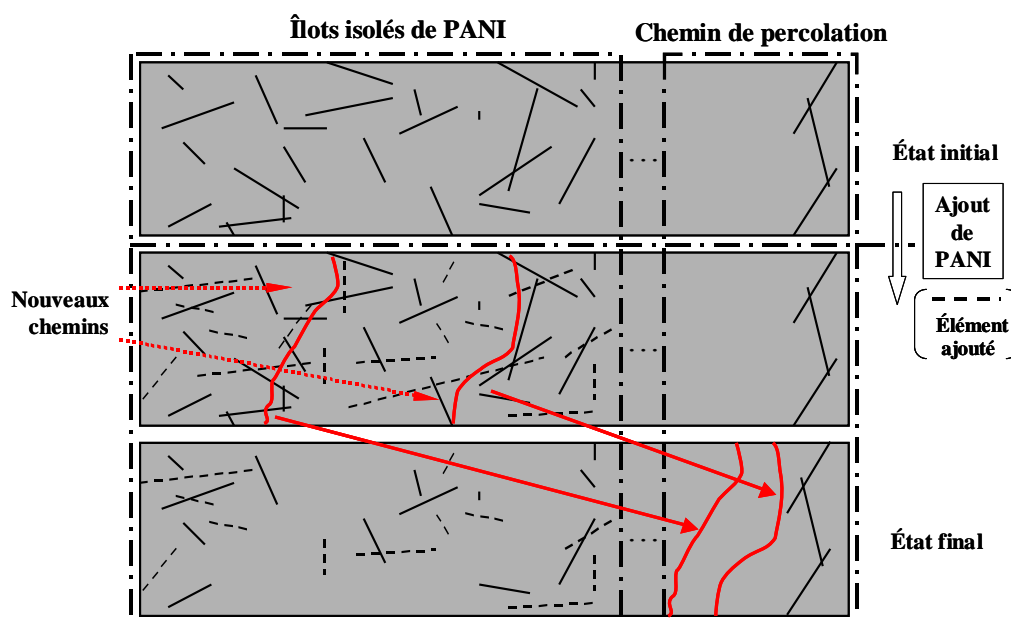 Îlots isolés de PANI
Chemin de percolation
État initial
Ajout
de
PANI
Nouveaux
chemins
Élément
ajouté
État final